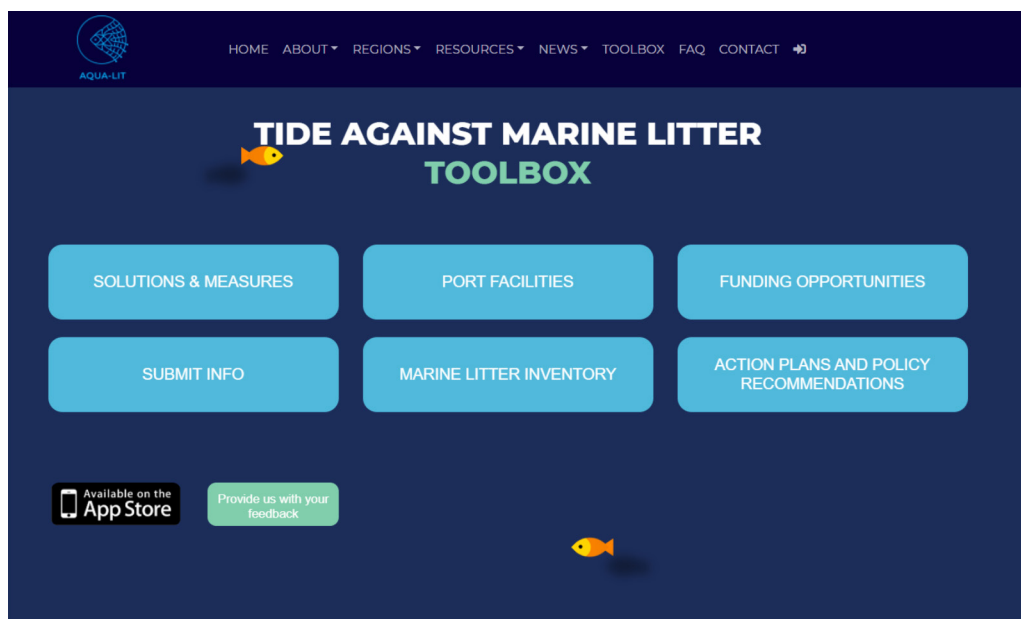 AQUA-LIT
HOME ABOUT REGIONS RESOURCES NEWS TOOLBOX FAQ CONTACT
TIDE AGAINST MARINE LITTER
TOOLBOX
SOLUTIONS & MEASURES
PORT FACILITIES
FUNDING OPPORTUNITIES
SUBMIT INFO
MARINE LITTER INVENTORY
ACTION PLANS AND POLICY
RECOMMENDATIONS
Available on the
App Store
Provide us with your
feedback